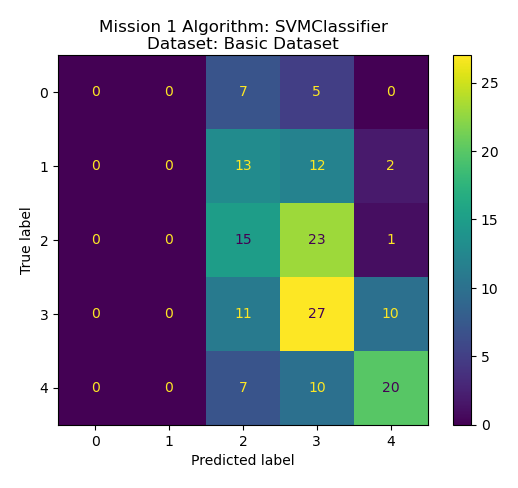 Mission 1 Algorithm: SVMClassifier
Dataset: Basic Dataset
0 0 0 7 5 0
1 0 0 13 12 2
2 0 0 15 23 1
3 0 0 11 27 10
4 0 0 7 10 20
0 1 2 3 4
True label
Predicted label
25
20
15
10
5
0